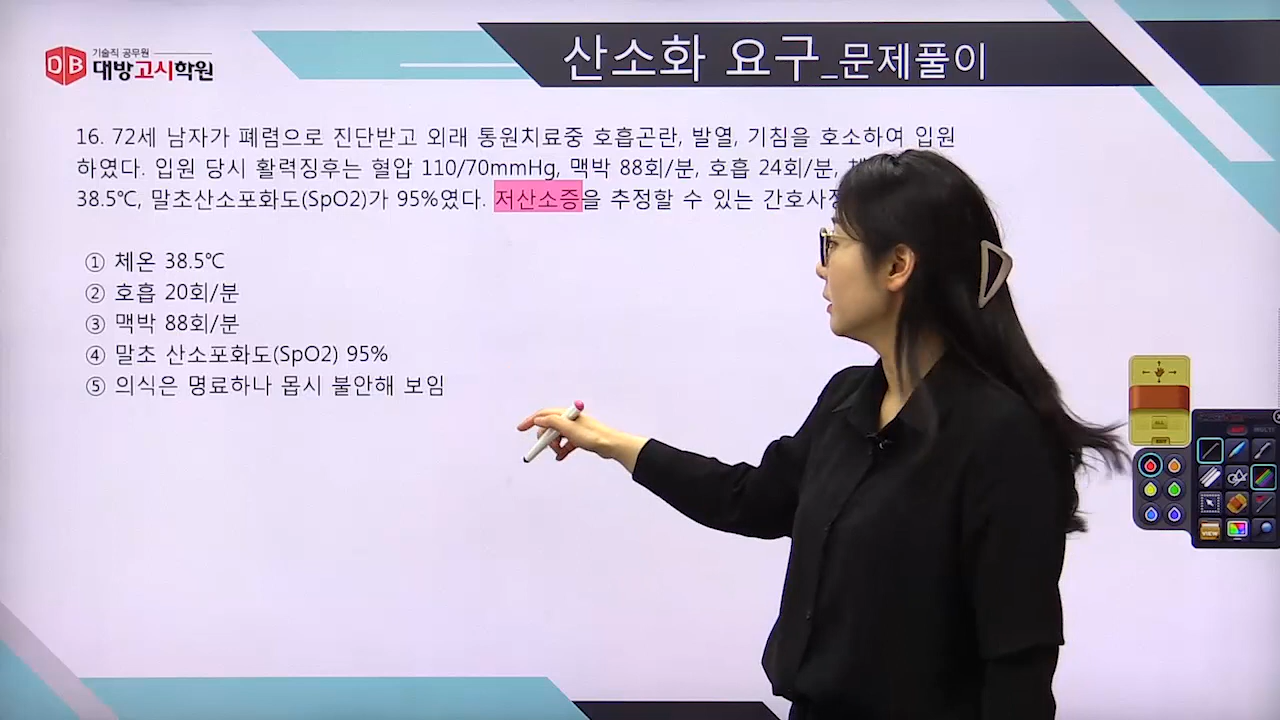 기술직 공무원
DB 대방고시학원
산소화 요구_문제풀이
16. 72세 남자가 폐렴으로 진단받고 외래 통원치료중 호흡곤란, 발열, 기침을 호소하여 입원
하였다. 입원 당시 활력징후는 혈압 110/70mmHg, 맥박 88회/분, 호흡 24회/분,
38.5℃, 말초산소포화도(SpO2)가 95%였다. 저산소증을 추정할 수 있는
① 체온 38.5℃
② 호흡 20회/분
③ 맥박 88회/분
④ 말초 산소포화도(SpO2) 95%
⑤ 의식은 명료하나 몹시 불안해 보임